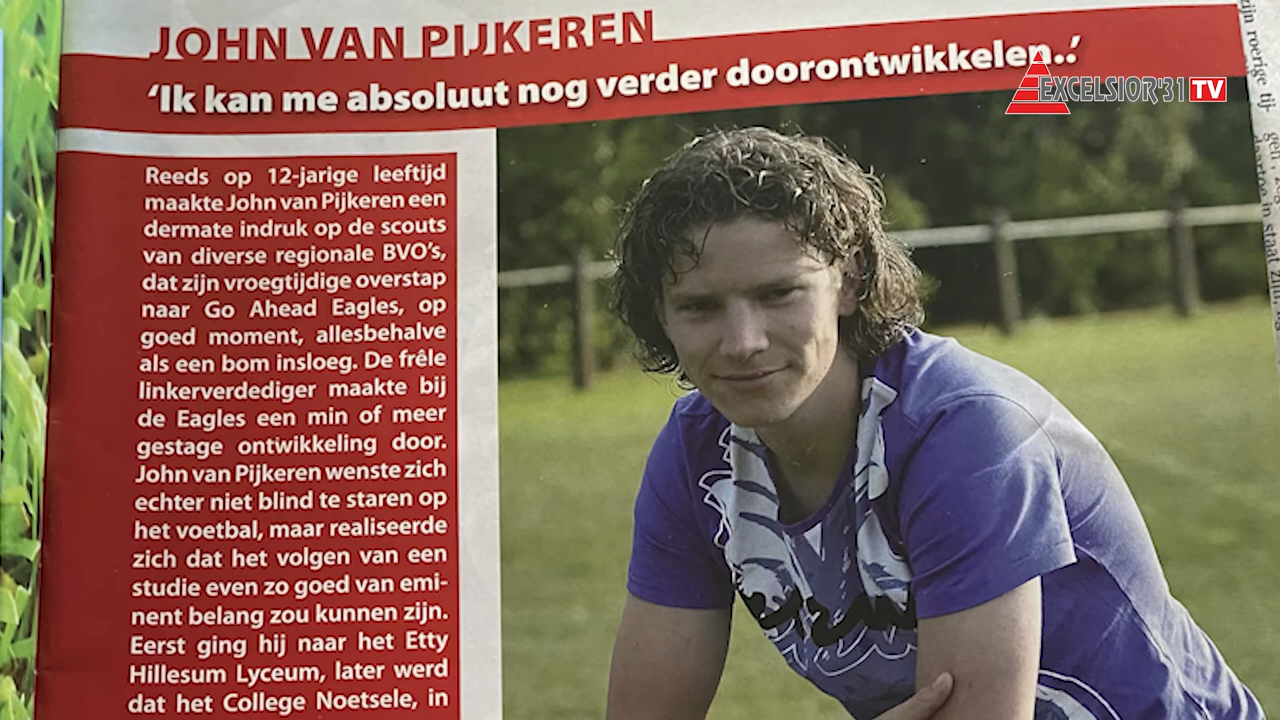 JOHN VAN PIJKEREN
‘Ik kan me absoluut nog verder doorontwikkelen..’
EXCELSIOR'31 TV
Reeds op 12-jarige leeftijd
maakte John van Pijkeren een
dermate indruk op de scouts
van diverse regionale BVO’s,
dat zijn vroegtijdige overstap
naar Go Ahead Eagles, op
goed moment, allesbehalve
als een bom insloeg. De frêle
linkerverdediger maakte bij
de Eagles een min of meer
gestage ontwikkeling door.
John van Pijkeren wenste zich
echter niet blind te staren op
het voetbal, maar realiseerde
zich dat het volgen van een
studie even zo goed van emi-
nent belang zou kunnen zijn.
Eerst ging hij naar het Etty
Hillesum Lyceum, later werd
dat het College Noetsele, in
zijn roerige tij-
in staat